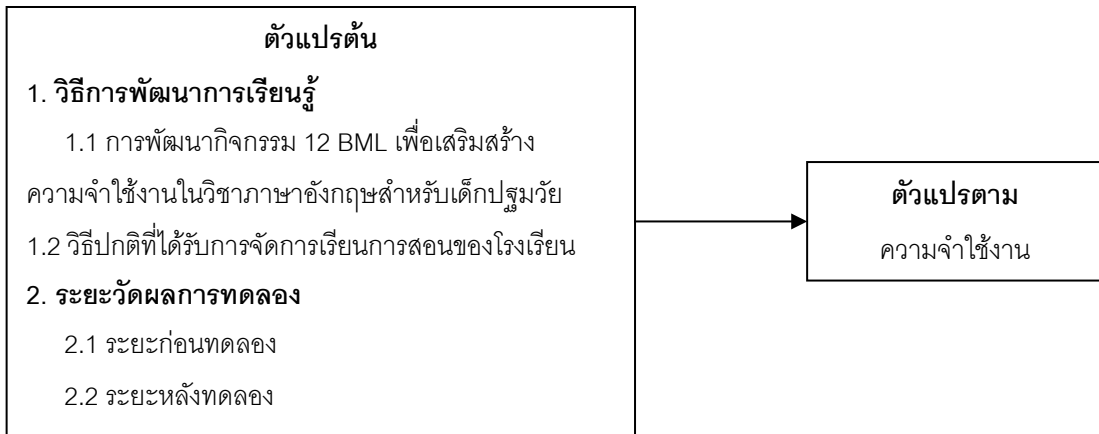 ตัวแปรต้น
1. วิธีการพัฒนาการเรียนรู้
1.1 การพัฒนากิจกรรม 12 BML เพื่อเสริมสร้าง
ความจำใช้งานในวิชาภาษาอังกฤษสำหรับเด็กปฐมวัย
1.2 วิธีปกติที่ได้รับการจัดการเรียนการสอนของโรงเรียน
2. ระยะวัดผลการทดลอง
2.1 ระยะก่อนทดลอง
2.2 ระยะหลังทดลอง
ตัวแปรตาม
ความจำใช้งาน